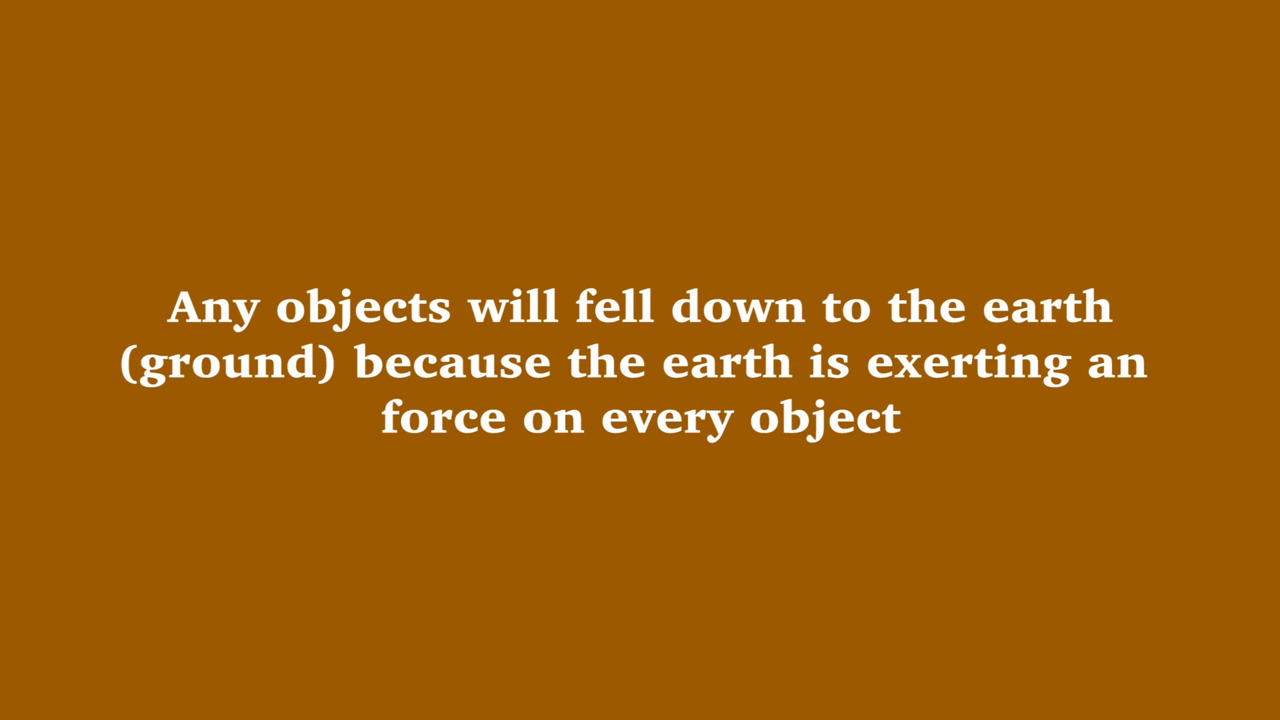 Any objects will fell down to the earth
(ground) because the earth is exerting an
force on every object